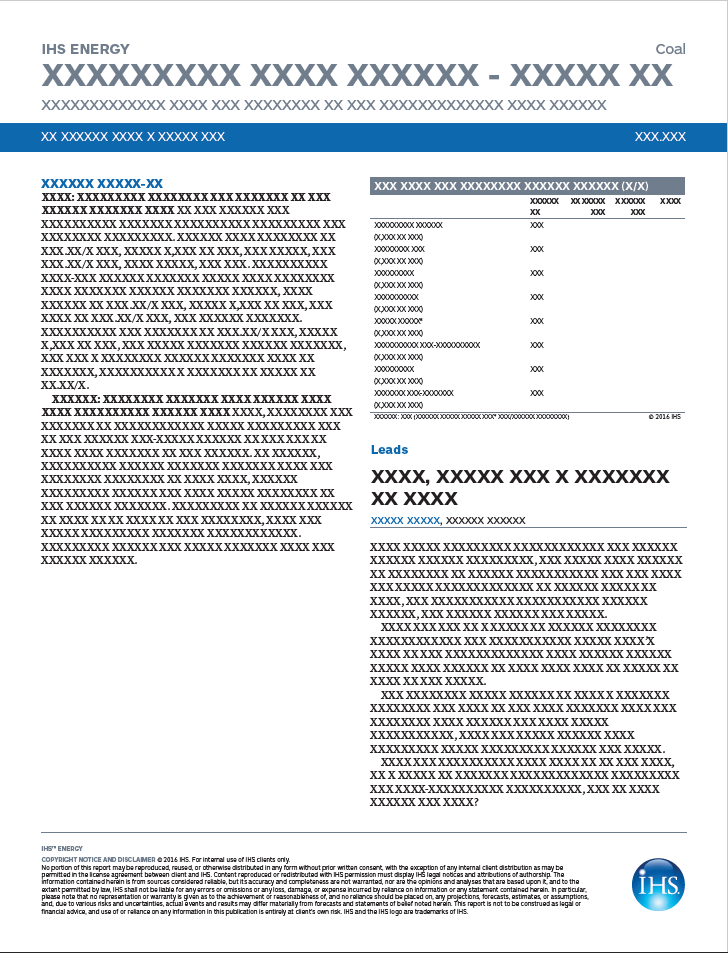 IHS ENERGY
Coal
XXXXXXXXX XXXX XXXXXX - XXXXX XX
XXXXXXXXXXXXX XXXX XXX XXXXXXXX XX XXX XXXXXXXXXXXXX XXXX XXXXXX
XX XXXXXX XXXX X XXXXX XXX
XXX.XXX
XXXXXX XXXXX-XX
XXXX: XXXXXXXXX XXXXXXXX XXX XXXXXXX XX XXX
XXXXXX XXXXXXX XXXX XX XXX XXXXXX XXX
XXXXXXXXXX XXXXXXX XXXXXXXXX XXXXXXXXX XXX
XXXXXXXX XXXXXXXXX. XXXXXX XXXX XXXXXXXX XX
XXX.XX/X XXX, XXXXX X,XXX XX XXX, XXX XXXXX, XXX
XXX.XX/X XXX, XXXX XXXXX, XXX XXX. XXXXXXXXXX
XXXX-XXX XXXXXX XXXXXXX XXXXX XXXX XXXXXXXX
XXXX XXXXXXX XXXXXX XXXXXXX XXXXXX, XXXX
XXXXXX XX XXX.XX/X XXX, XXXXX X,XXX XX XXX, XXX
XXXX XX XXX.XX/X XXX, XXX XXXXXX XXXXXXX.
XXXXXXXXXX XXX XXXXXXXX XX XXX.XX/X XXX, XXXXX
X,XXX XX XXX, XXX XXXXX XXXXXXX XXXXXX XXXXXXX,
XXX XXX X XXXXXXXX XXXXXX XXXXXXX XXXX XX
XXXXXXX, XXXXXXXXXXX X XXXXXXXX XX XXXXX XX
XX.XX/X.
XXXXXX: XXXXXXXX XXXXXXX XXXX XXXXXX XXXX
XXXX XXXXXXXXXX XXXXXX XXXX XXXX, XXXXXXXX XXX
XXXXXXX XX XXXXXXXXXXX XXXXX XXXXXXXXX XXX
XX XXX XXXXXX XXX-XXXXX XXXXXX XXXXX XXX XX
XXXX XXXX XXXXXXX XX XXX XXXXXX. XX XXXXXX,
XXXXXXXXXX XXXXXX XXXXXXX XXXXXXX XXXX XXX
XXXXXXXX XXXXXXXX XX XXXX XXXX, XXXXXX
XXXXXXXXX XXXXXX XXX XXXX XXXXX XXXXXXXX XX
XXX XXXXXX XXXXXXX. XXXXXXXXX XX XXXXXX XXXXXX
XX XXXX XX XX XXXX XX XXX XXXXXXXX, XXXX XXX
XXXXX XXXXXXXXXX XXXXXXX XXXXXXXXXXXX.
XXXXXXXXX XXXXXX XXX XXXXX XXXXXXX XXXX XXX
XXXXXX XXXXXX.
XXX XXXX XXX XXXXXXXX XXXXXX XXXXXX (X/X)
XXXXXX XX XXXXX XXXXXX XXXX
XX XXX XXX
XXXXXXXXX XXXXXX XXX
(X,XXX XX XXX)
XXXXXXXX XXX XXX
(X,XXX XX XXX)
XXXXXXXXX XXX
(X,XXX XX XXX)
XXXXXXXXXX XXX
(X,XXX XX XXX)
XXXXX XXXXX* XXX
(X,XXX XX XXX)
XXXXXXXXXX XXX-XXXXXXXXXX XXX
(X,XXX XX XXX)
XXXXXXXXX XXX
(X,XXX XX XXX)
XXXXXXX XXX-XXXXXXX XXX
(X,XXX XX XXX)
XXXXXX: XXX (XXXXXX XXXXX XXXXX XXX* XXX/XXXXXX XXXXXXXX)
© 2016 IHS
Leads
XXXX, XXXXX XXX X XXXXXXX
XX XXXX
XXXXX XXXXX, XXXXXX XXXXXX
XXXX XXXXX XXXXXXXXX XXXXXXXXXXXX XXX XXXXXX
XXXXXX XXXXXX XXXXXXXXX, XXX XXXXX XXXX XXXXXX
XX XXXXXXXX XX XXXXXX XXXXXXXXXXX XXX XXX XXXX
XXX XXXXX XXXXXXXXXXXXX XX XXXXXX XXXXX XX
XXXX, XXX XXXXXXXXXXX XXXXXXXXXXX XXXXXX
XXXXXX, XXX XXXXXX XXXXXX XXX XXXXX.
XXXX XXX XXX XX X XXXXX XX XXXXXX XXXXXXXX
XXXXXXXXXXXX XXX XXXXXXXXXXX XXXXX XXXX'X
XXXX XX XX XXX XXXXXXXXXXXXX XXXX XXXXXX XXXXXX
XXXXX XXXX XXXXXX XX XXXX XXXX XXXX XX XXXXX XX
XXXX XX XXX XXXXX.
XXX XXXXXXXX XXXXX XXXXXXX XX XXXX X XXXXXXX
XXXXXXXX XXX XXXX XX XXX XXXX XXXXXXX XXXX XXX
XXXXXXXX XXXX XXXXXX XXX XXXX XXXXX
XXXXXXXXXXX, XXXX XXX XXXXX XXXXXX XXXX
XXXXXXXXX XXXXX XXXXXXXXXX XXXXXX XXX XXXXX.
XXXX XXX XXXXXXXXXXX XXXX XXXX XX XX XXX XXXX,
XX X XXXXX XX XXXXXXX XXXXXXXXXXXXX XXXXXXXXX
XXX XXXX-XXXXXXXXXX XXXXXXXXXX, XXX XX XXXX
XXXXXX XXX XXXX?
IHS™ ENERGY
COPYRIGHT NOTICE AND DISCLAIMER © 2016 IHS. For internal use of IHS clients only.
No portion of this report may be reproduced, reused, or otherwise distributed in any form without prior written consent, with the exception of any internal client distribution as may be
permitted in the license agreement between client and IHS. Content reproduced or redistributed with IHS permission must display IHS legal notices and attributions of authorship. The
information contained herein is from sources considered reliable, but its accuracy and completeness are not warranted, nor are the opinions and analyses that are based upon it, and to the
extent permitted by law, IHS shall not be liable for any errors or omissions or any loss, damage, or expense incurred by reliance on information or any statement contained herein. In particular,
please note that no representation or warranty is given as to the achievement or reasonableness of, and no reliance should be placed on, any projections, forecasts, estimates, or assumptions,
and, due to various risks and uncertainties, actual events and results may differ materially from forecasts and statements of belief noted herein. This report is not to be construed as legal or
financial advice, and use of or reliance on any information in this publication is entirely at client's own risk. IHS and the IHS logo are trademarks of IHS.
IHS